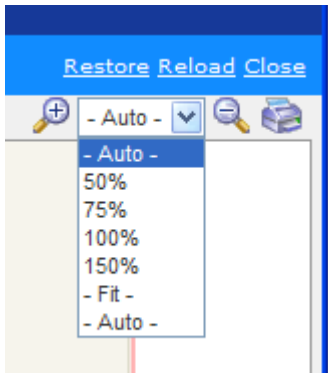 Restore Reload Close
- Auto -
- Auto -
50%
75%
100%
150%
- Fit -
- Auto -